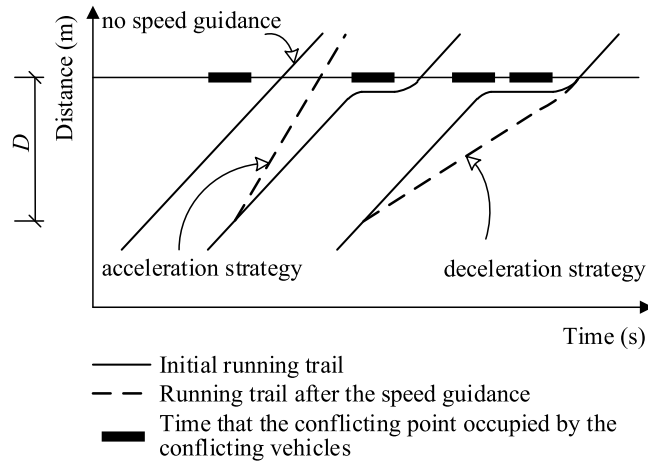 no speed guidance
Distance (m)
D
acceleration strategy
deceleration strategy
Time (s)
Initial running trail
Running trail after the speed guidance
Time that the conflicting point occupied by the
conflicting vehicles